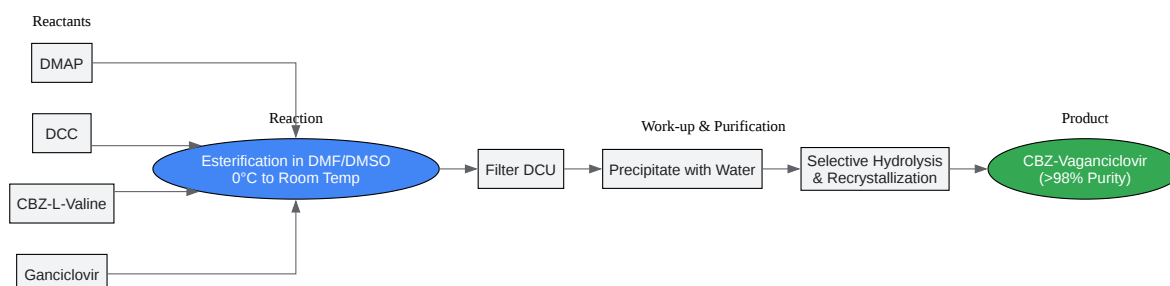 Reactants
DMAP
DCC
CBZ-L-Valine
Ganciclovir
Reaction
Esterification in DMF/DMSO
0°C to Room Temp
Work-up & Purification
Filter DCU
Precipitate with Water
Selective Hydrolysis
& Recrystallization
Product
CBZ-Vaganciclovir
(>98% Purity)